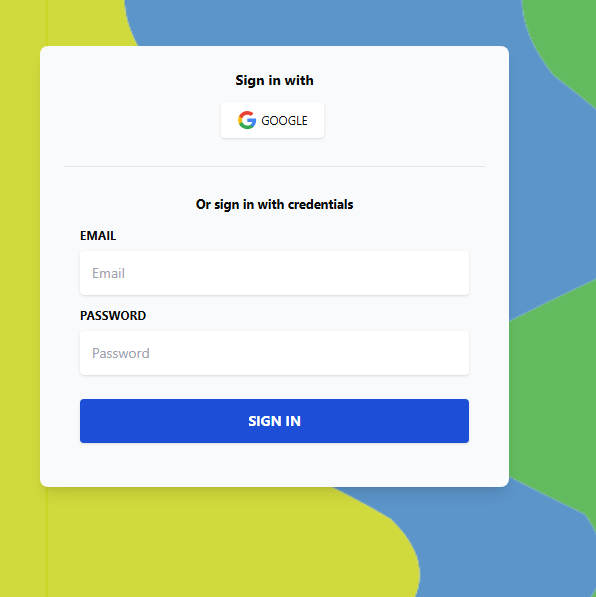 Sign in with
GOOGLE
Or sign in with credentials
EMAIL
Email
PASSWORD
Password
SIGN IN